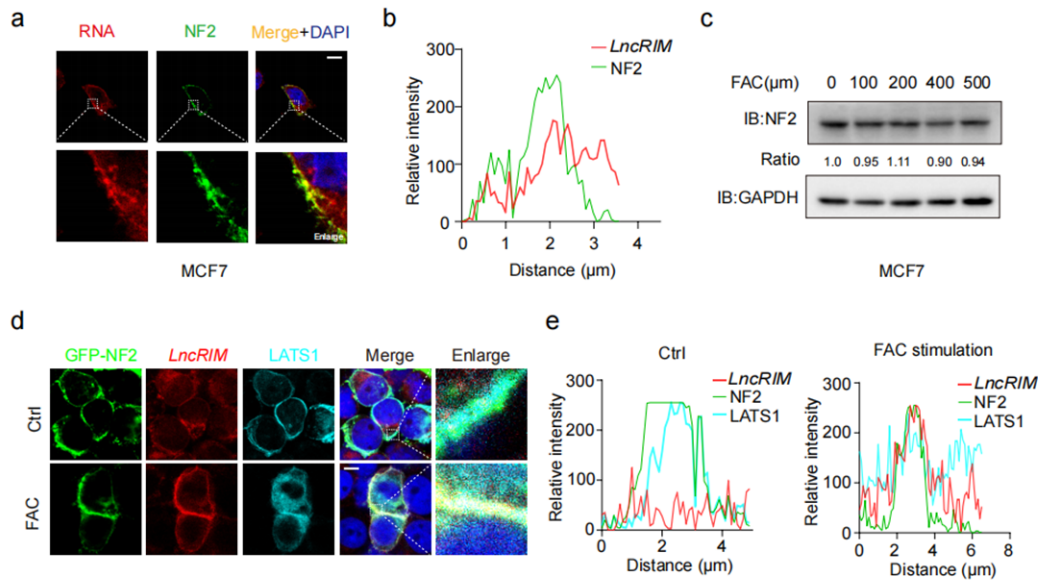 a
RNA NF2 Merge+DAPI
Enlarge
MCF7
b
LncRIM
NF2
300
200
100
0
Relative intensity
0 1 2 3 4
Distance (μm)
c
FAC(μm) 0 100 200 400 500
IB:NF2
Ratio 1.0 0.95 1.11 0.90 0.94
IB:GAPDH
MCF7
d
GFP-NF2 LncRIM LATS1 Merge Enlarge
Ctrl
FAC
e
Ctrl
LncRIM
NF2
LATS1
300
200
100
0
Relative intensity
0 2 4
Distance (μm)
FAC stimulation
LncRIM
NF2
LATS1
300
200
100
0
Relative intensity
0 2 4 6 8
Distance (μm)